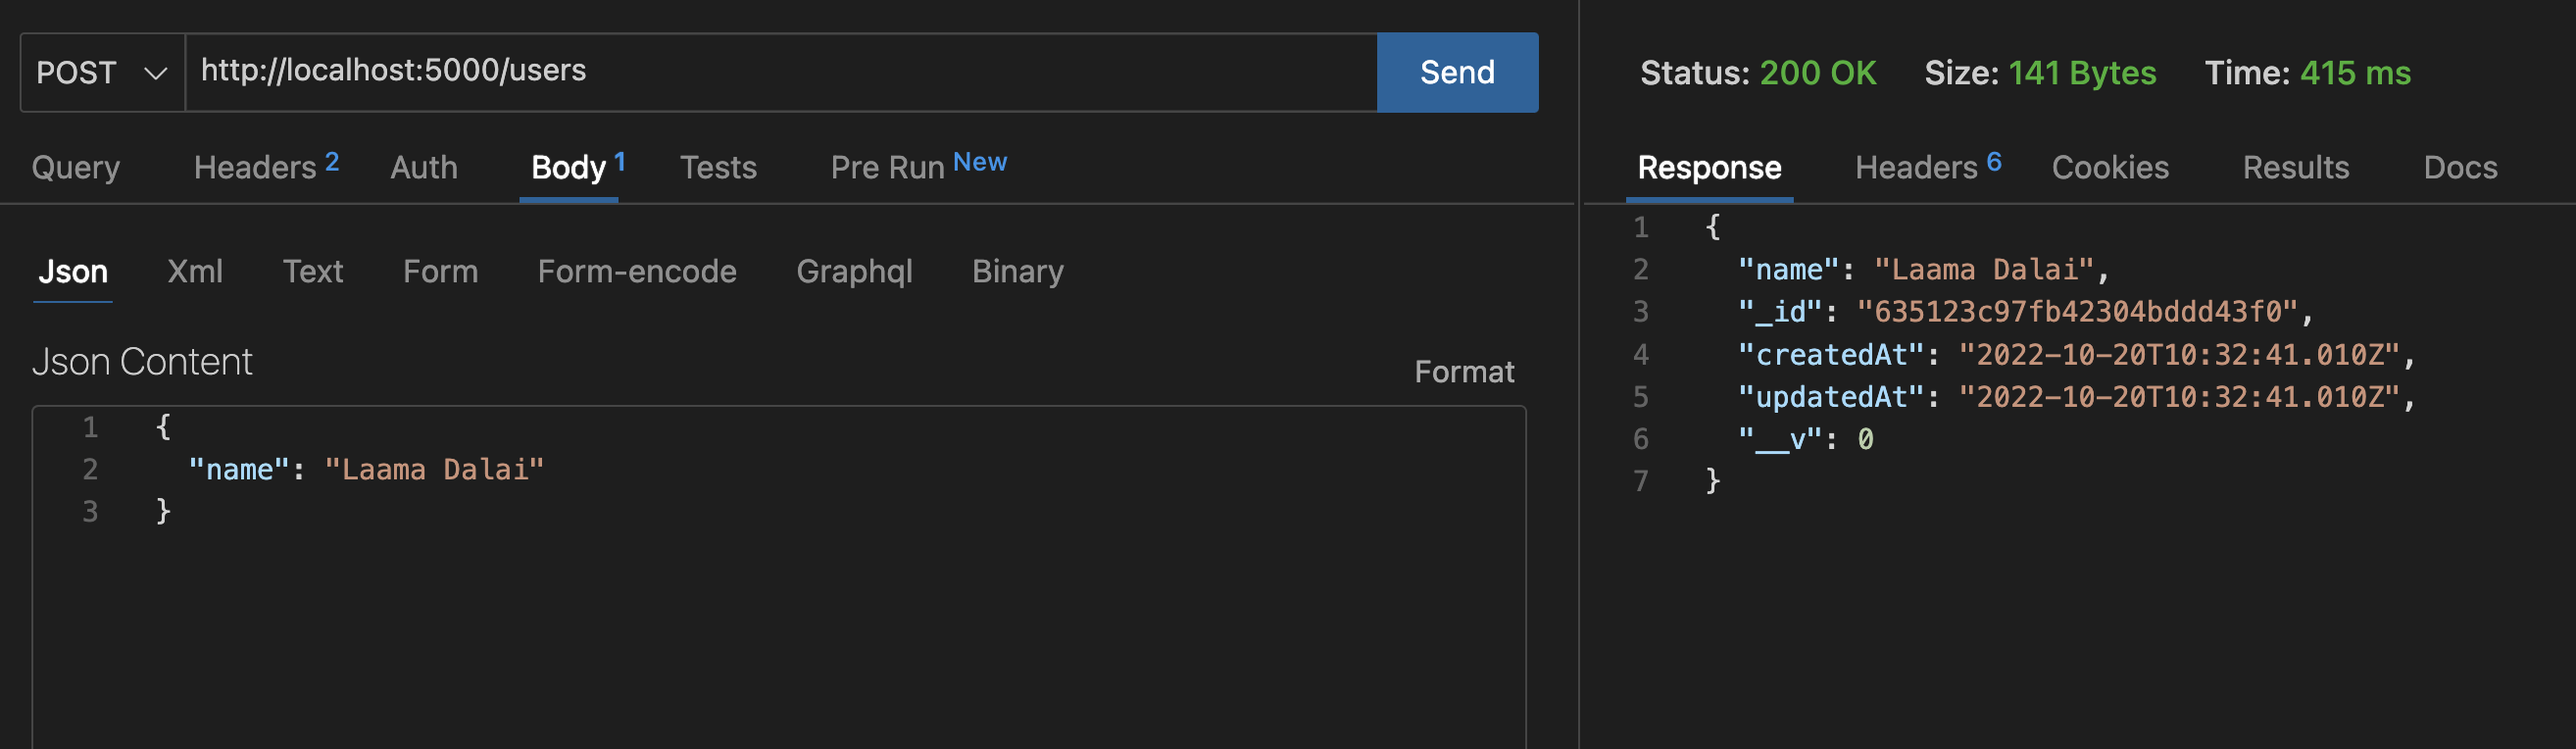 POST http://localhost:5000/users Send
Query Headers 2 Auth Body 1 Tests Pre Run New
Json Xml Text Form Form-encode Graphql Binary
Json Content Format
1 {
2 "name": "Laama Dalai"
3 }
Status: 200 OK Size: 141 Bytes Time: 415 ms
Response Headers 6 Cookies Results Docs
1 {
2 "name": "Laama Dalai",
3 "_id": "635123c97fb42304bddd43f0",
4 "createdAt": "2022-10-20T10:32:41.010Z",
5 "updatedAt": "2022-10-20T10:32:41.010Z",
6 "__v": 0
7 }